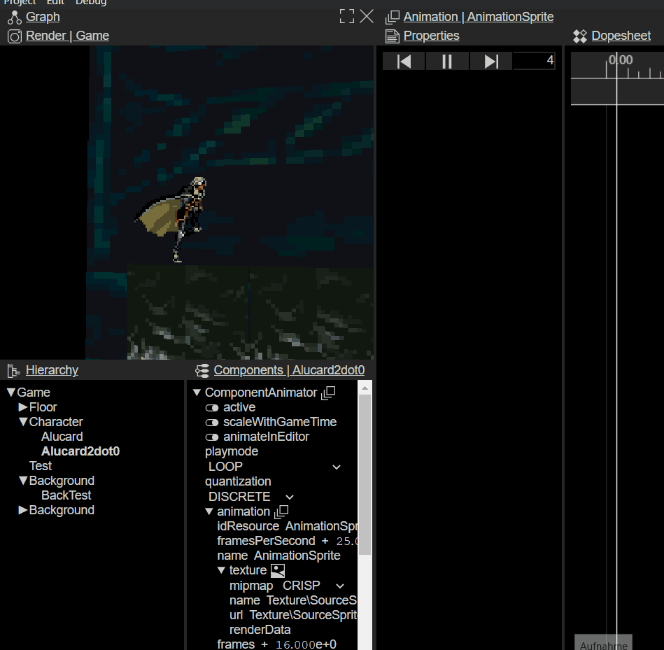 Project Edit Debug
Graph
Render | Game
Animation | AnimationSprite
Properties
Dopesheet
4
0:00
Hierarchy
Components | Alucard2dot0
Game
Floor
Character
Alucard
Alucard2dot0
Test
Background
BackTest
Background
ComponentAnimator
active
scaleWithGameTime
animateInEditor
playmode
LOOP
quantization
DISCRETE
animation
idResource AnimationSpr
framesPerSecond + 25.0
name AnimationSprite
texture
mipmap CRISP
name Texture\SourceS
url Texture\SourceSprit
renderData
frames + 16.000e+0
Aufnahme